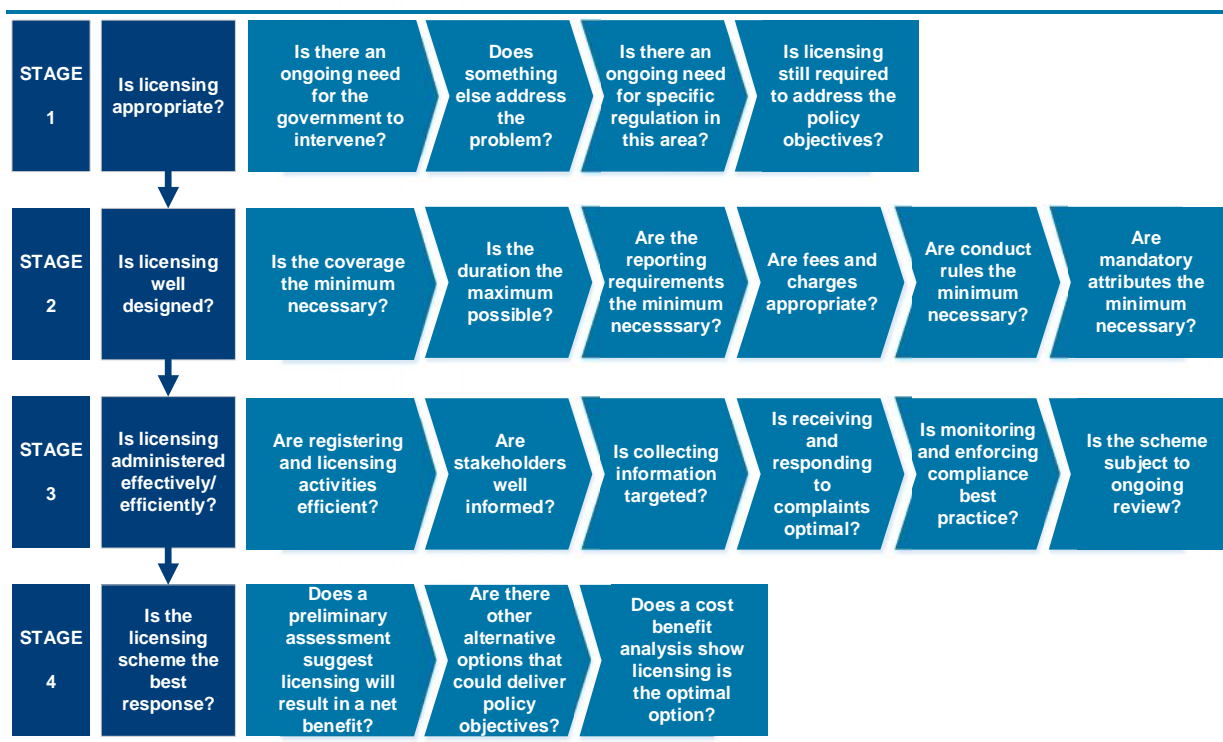 STAGE
1
Is licensing
appropriate?
Is there an
ongoing need
for the
government to
intervene?
Does
something
else address
the
problem?
Is there an
ongoing need
for specific
regulation in
this area?
Is licensing
still required
to address the
policy
objectives?
STAGE
2
Is licensing
well
designed?
Is the coverage
the minimum
necessary?
Is the
duration the
maximum
possible?
Are the
reporting
requirements
the minimum
necesssary?
Are fees and
charges
appropriate?
Are conduct
rules the
minimum
necessary?
Are
mandatory
attributes the
minimum
necessary?
STAGE
3
Is licensing
administered
effectively/
efficiently?
Are registering
and licensing
activities
efficient?
Are
stakeholders
well
informed?
Is collecting
information
targeted?
Is receiving
and
responding
to
complaints
optimal?
Is monitoring
and enforcing
compliance
best
practice?
Is the scheme
subject to
ongoing
review?
STAGE
4
Is the
licensing
scheme the
best
response?
Does a
preliminary
assessment
suggest
licensing will
result in a net
benefit?
Are there
other
alternative
options that
could deliver
policy
objectives?
Does a cost
benefit
analysis show
licensing is
the optimal
option?